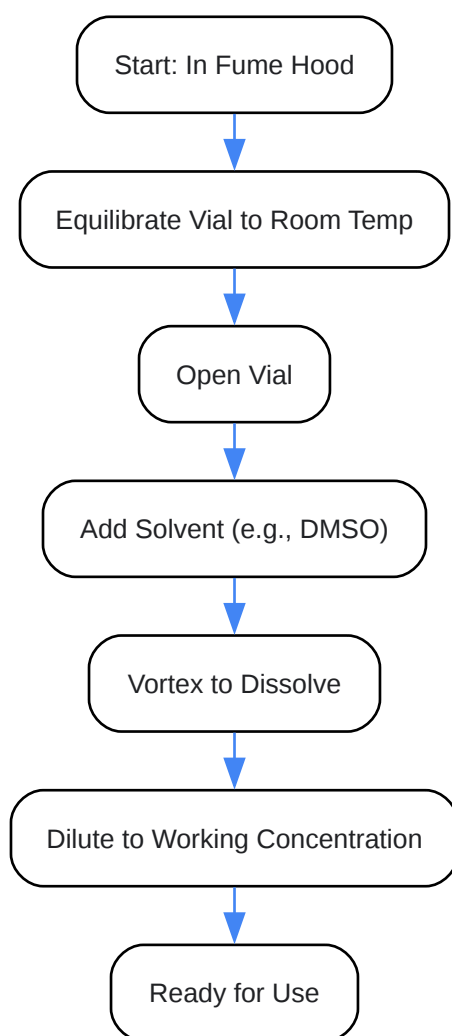 Start: In Fume Hood
Equilibrate Vial to Room Temp
Open Vial
Add Solvent (e.g., DMSO)
Vortex to Dissolve
Dilute to Working Concentration
Ready for Use